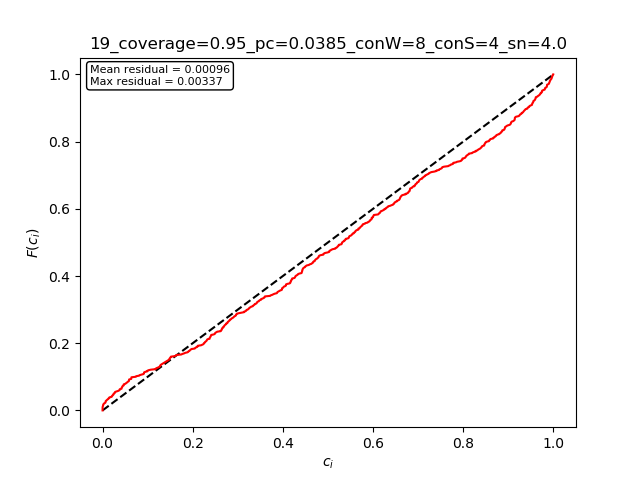 19_coverage=0.95_pc=0.0385_conW=8_conS=4_sn=4.0
Mean residual = 0.00096
Max residual = 0.00337
1.0
0.8
0.6
0.4
0.2
0.0
F(c_i)
0.0 0.2 0.4 0.6 0.8 1.0
c_i